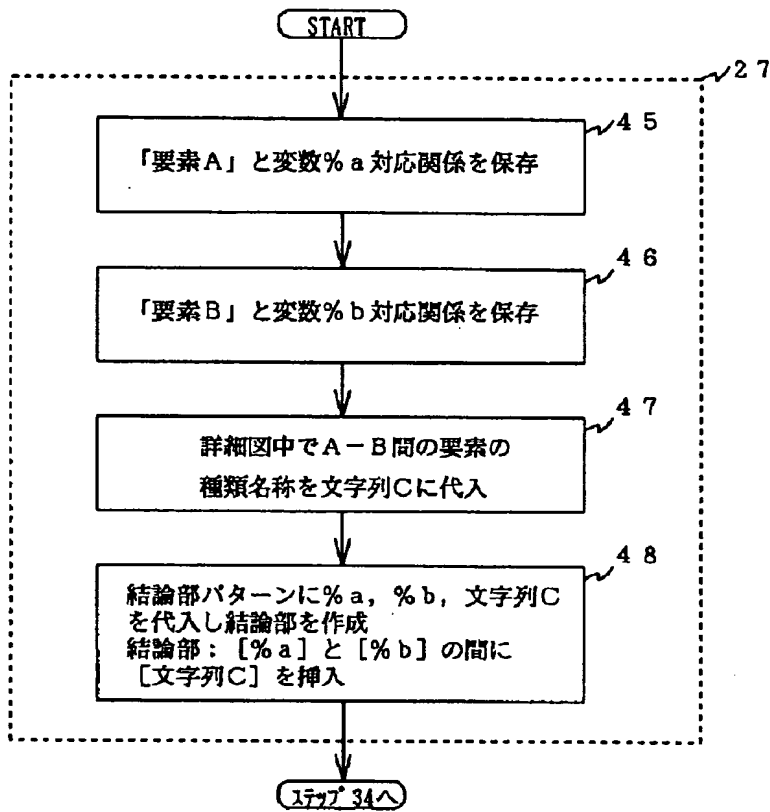 START
27
45
「要素A」と変数%a対応関係を保存
46
「要素B」と変数%b対応関係を保存
47
詳細図中でA-B間の要素の
種類名称を文字列Cに代入
48
結論部パターンに%a,%b,文字列C
を代入し結論部を作成
結論部:[%a]と[%b]の間に
[文字列C]を挿入
ステップ34へ